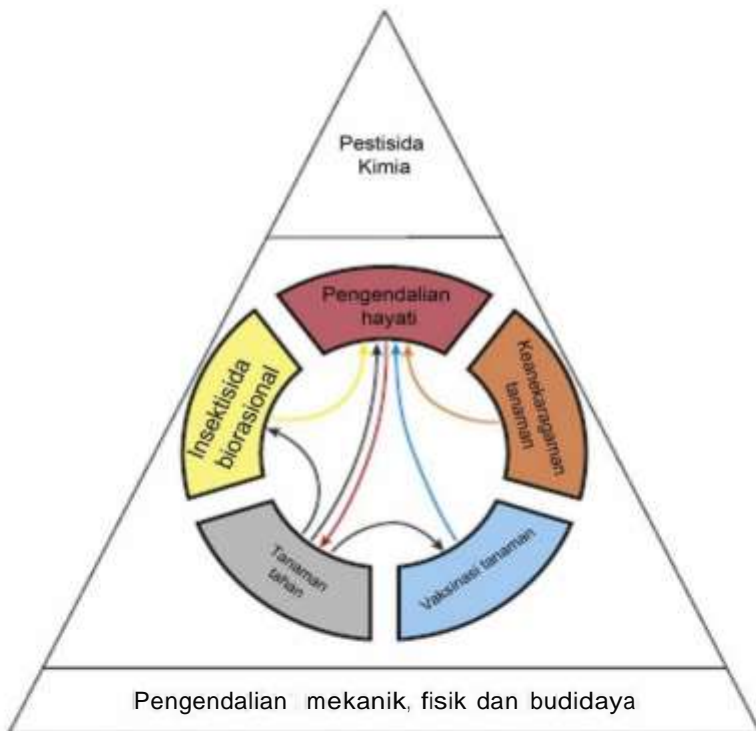 Pestisida
Kimia
Pengendalian
hayati
Insektisida
biorasional
Keanekaragaman
tanaman
Tanaman
tahan
Vaksinasi tanaman
Pengendalian mekanik, fisik dan budidaya